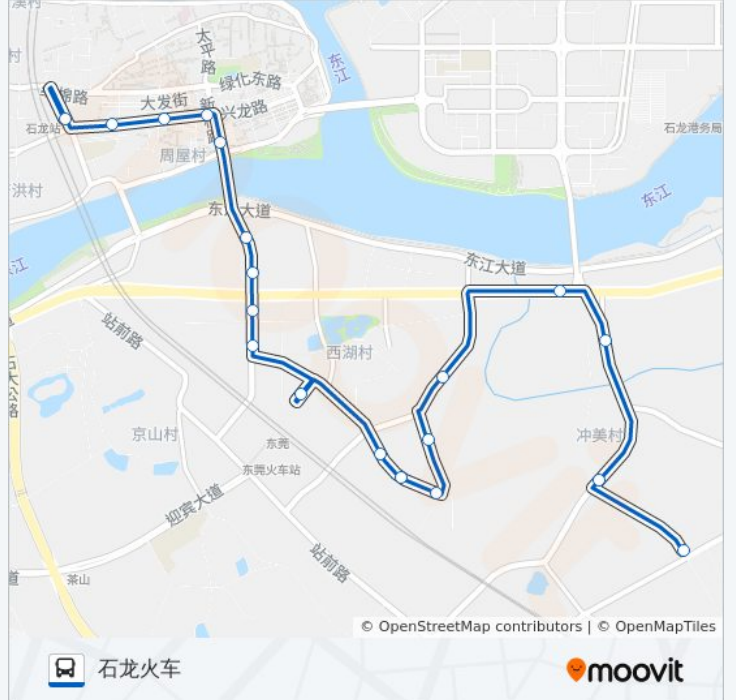 太平路
东江
绿化东路
大发街
兴龙路
石龙站
石龙港务局
周屋村
洪村
东江
东江大道
东江大道
站前路
西湖村
京山村
东莞
东莞火车站
冲美村
迎宾大道
站前路
茶山
© OpenStreetMap contributors | © OpenMapTiles
石龙火车
moovit